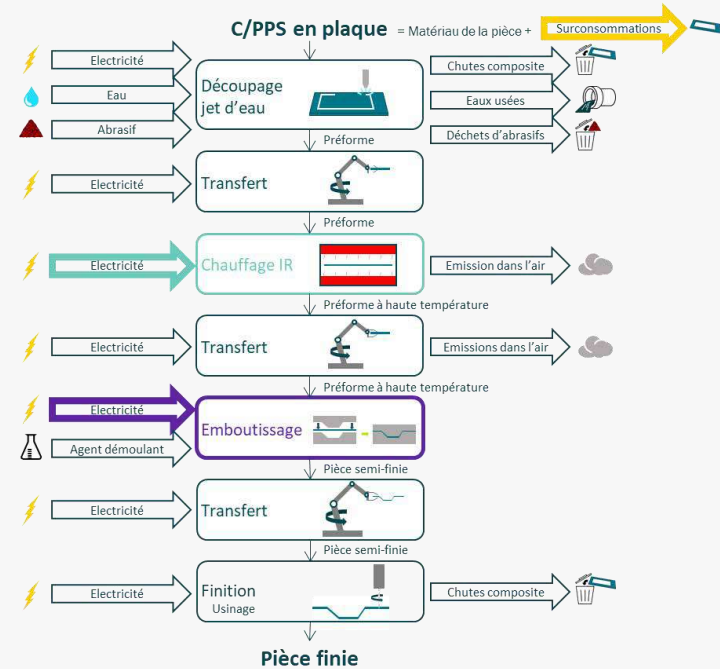 C/PPS en plaque = Matériau de la pièce + Surconsommations
Electricité
Eau
Abrasif
Découpage
jet d'eau
Chutes composite
Eaux usées
Déchets d'abrasifs
Préforme
Electricité
Transfert
Préforme
Electricité
Chauffage IR
Emission dans l'air
Préforme à haute température
Electricité
Transfert
Emissions dans l'air
Préforme à haute température
Electricité
Agent démoulant
Emboutissage
Pièce semi-finie
Electricité
Transfert
Pièce semi-finie
Electricité
Finition
Usinage
Chutes composite
Pièce finie